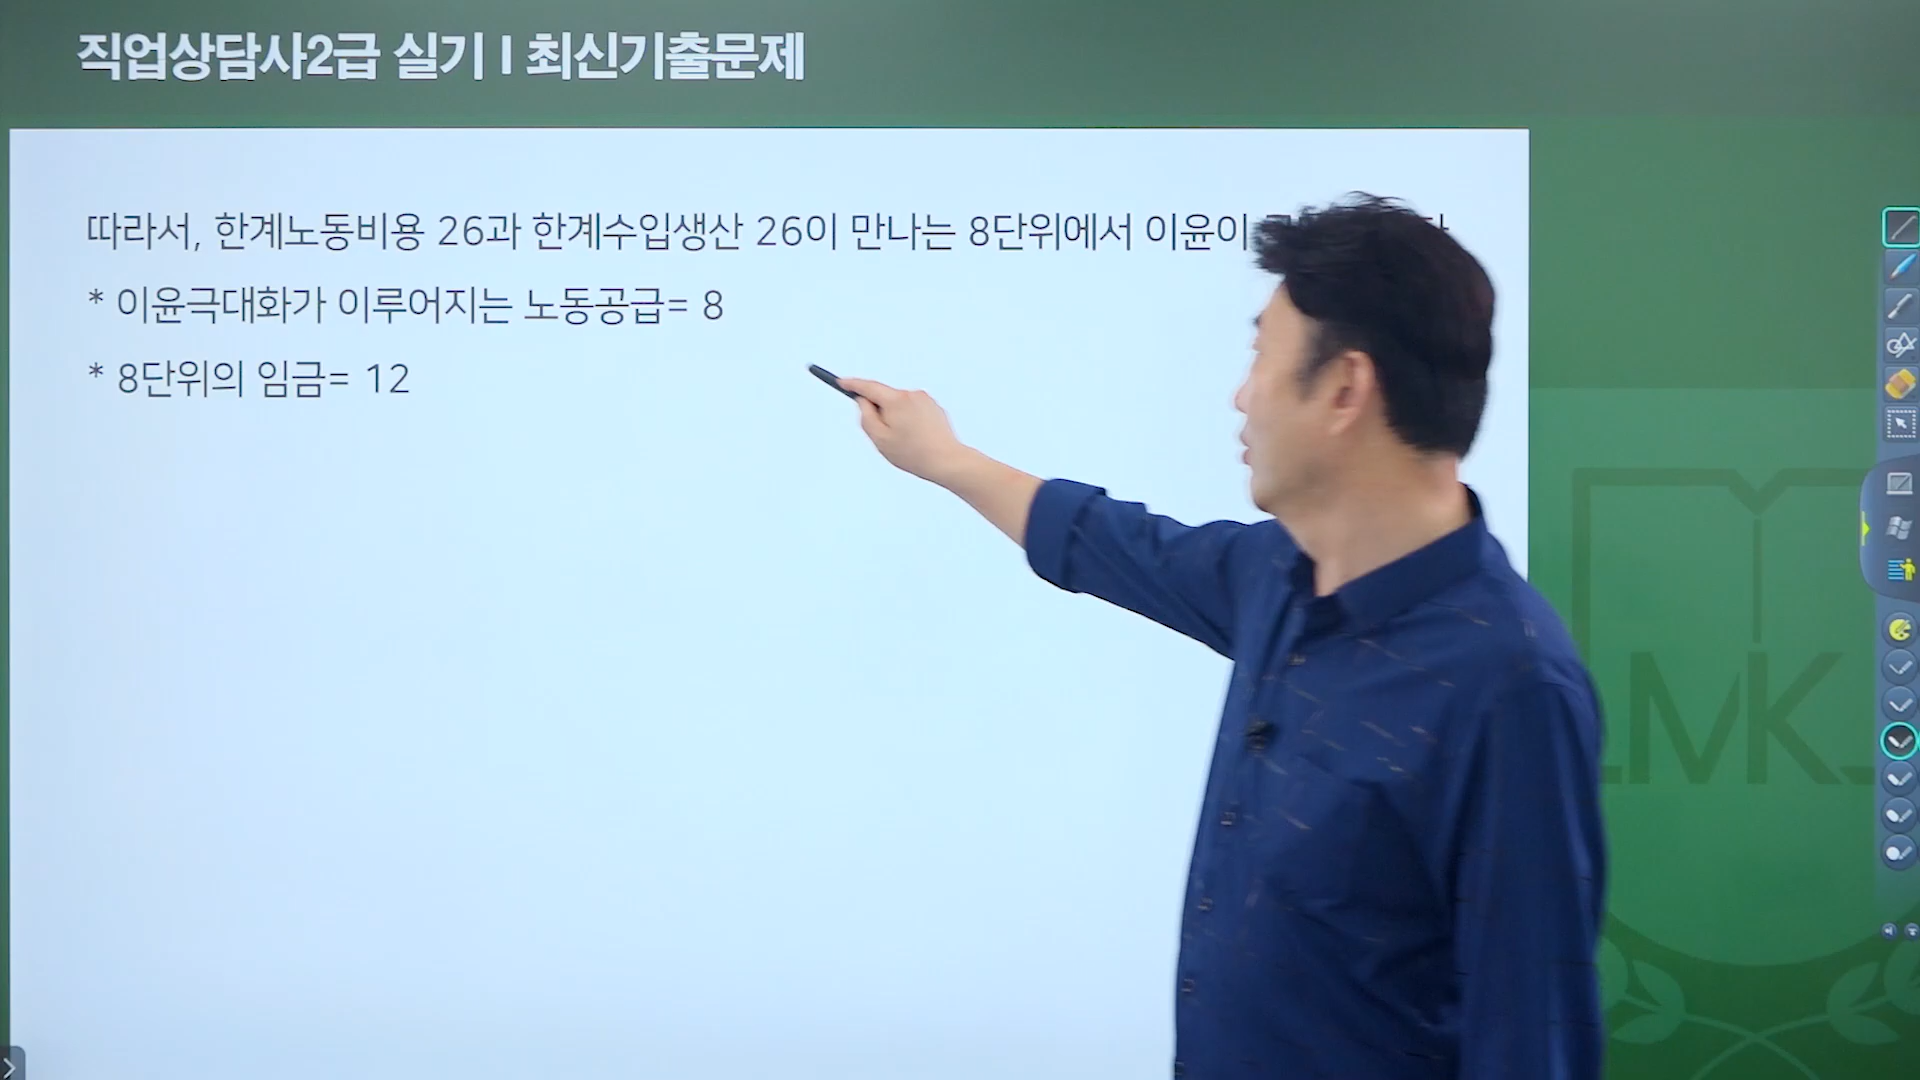 직업상담사2급 실기 I 최신기출문제
따라서, 한계노동비용 26과 한계수입생산 26이 만나는 8단위에서 이윤이
* 이윤극대화가 이루어지는 노동공급= 8
* 8단위의 임금= 12
MK